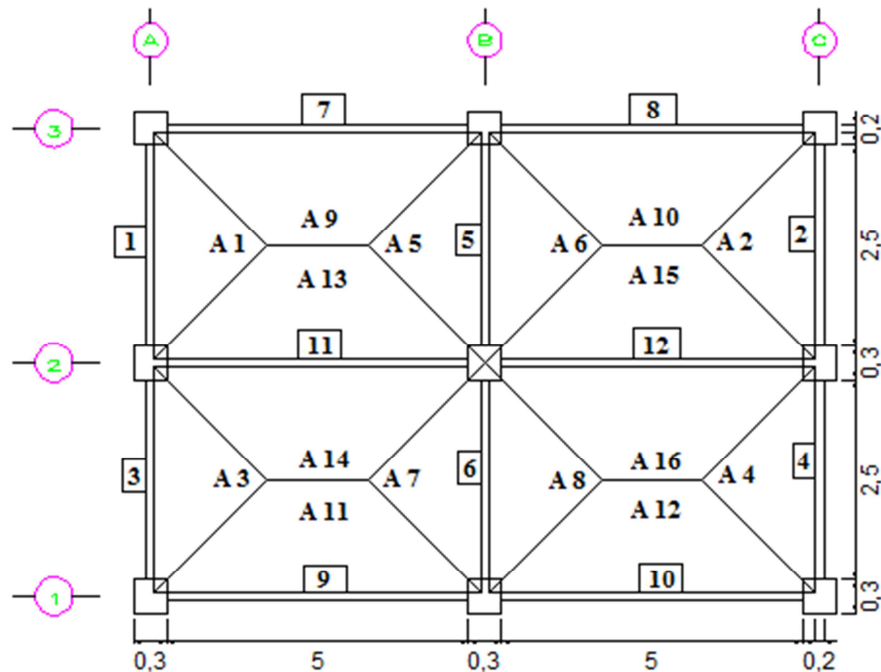 A B C
7 8
3
0,2
A 9 A 10
1 A 1 A 5 5 A 6 A 2 2
2,5
A 13 A 15
11 12
2
0,3
A 14 A 16
3 A 3 A 7 6 A 8 A 4 4
2,5
A 11 A 12
9 10
1
0,3
0,3 5 0,3 5 0,2